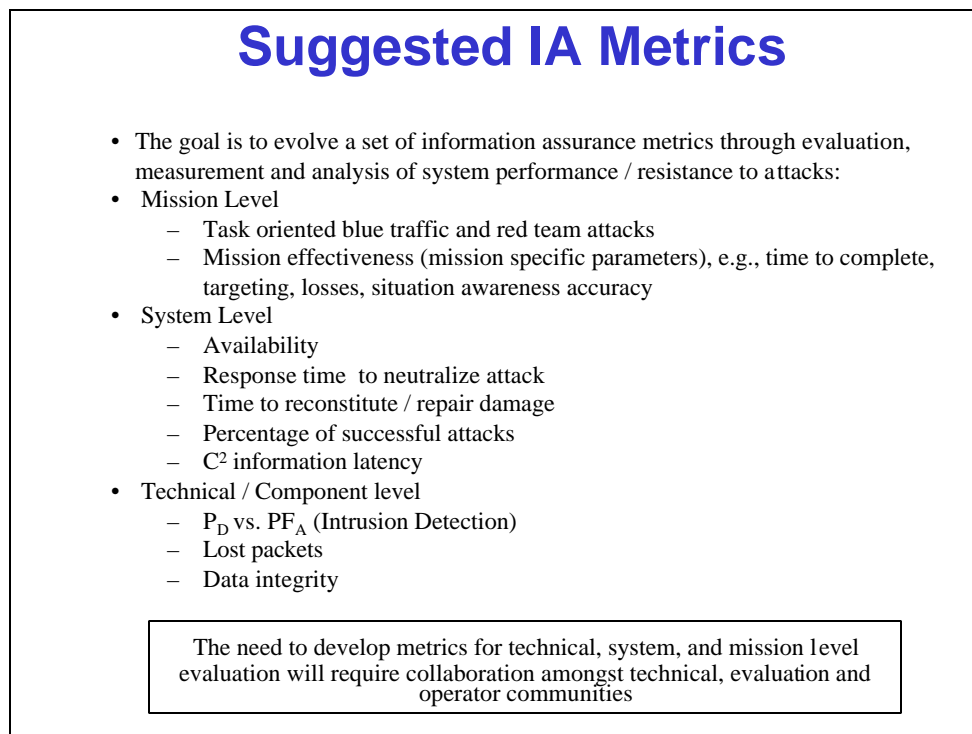 Suggested IA Metrics
• The goal is to evolve a set of information assurance metrics through evaluation,
measurement and analysis of system performance / resistance to attacks:
• Mission Level
– Task oriented blue traffic and red team attacks
– Mission effectiveness (mission specific parameters), e.g., time to complete,
targeting, losses, situation awareness accuracy
• System Level
– Availability
– Response time to neutralize attack
– Time to reconstitute / repair damage
– Percentage of successful attacks
– C² information latency
• Technical / Component level
– P_D vs. PF_A (Intrusion Detection)
– Lost packets
– Data integrity
The need to develop metrics for technical, system, and mission level
evaluation will require collaboration amongst technical, evaluation and
operator communities